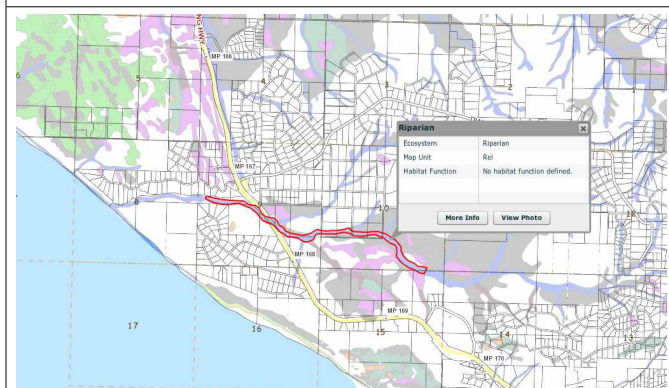 NG-HWY
MP 166
6
5
4
3
2
1
Riparian
x
Ecosystem Riparian
Map Unit Rel
Habitat Function No habitat function defined.
More Info View Photo
MP 167
8
9
10
12
MP 168
17
16
15
14
13
MP 169
MP 170